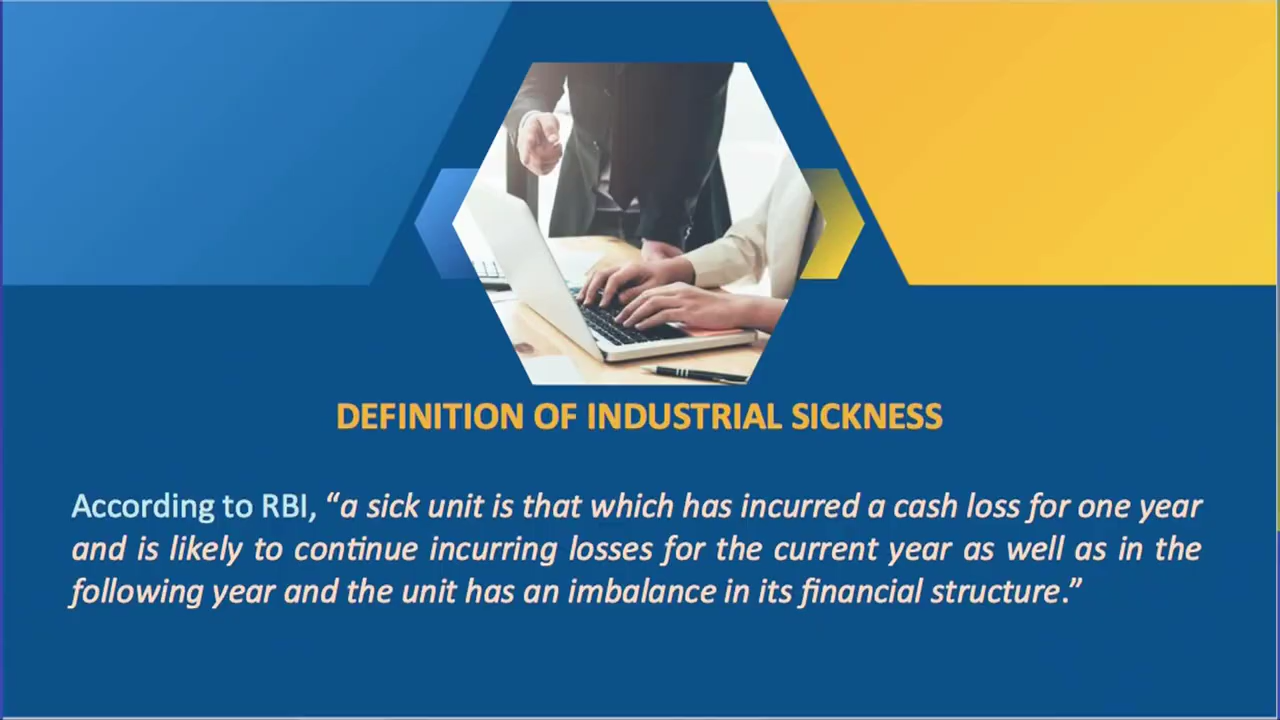 DEFINITION OF INDUSTRIAL SICKNESS
According to RBI, “a sick unit is that which has incurred a cash loss for one year
and is likely to continue incurring losses for the current year as well as in the
following year and the unit has an imbalance in its financial structure.”